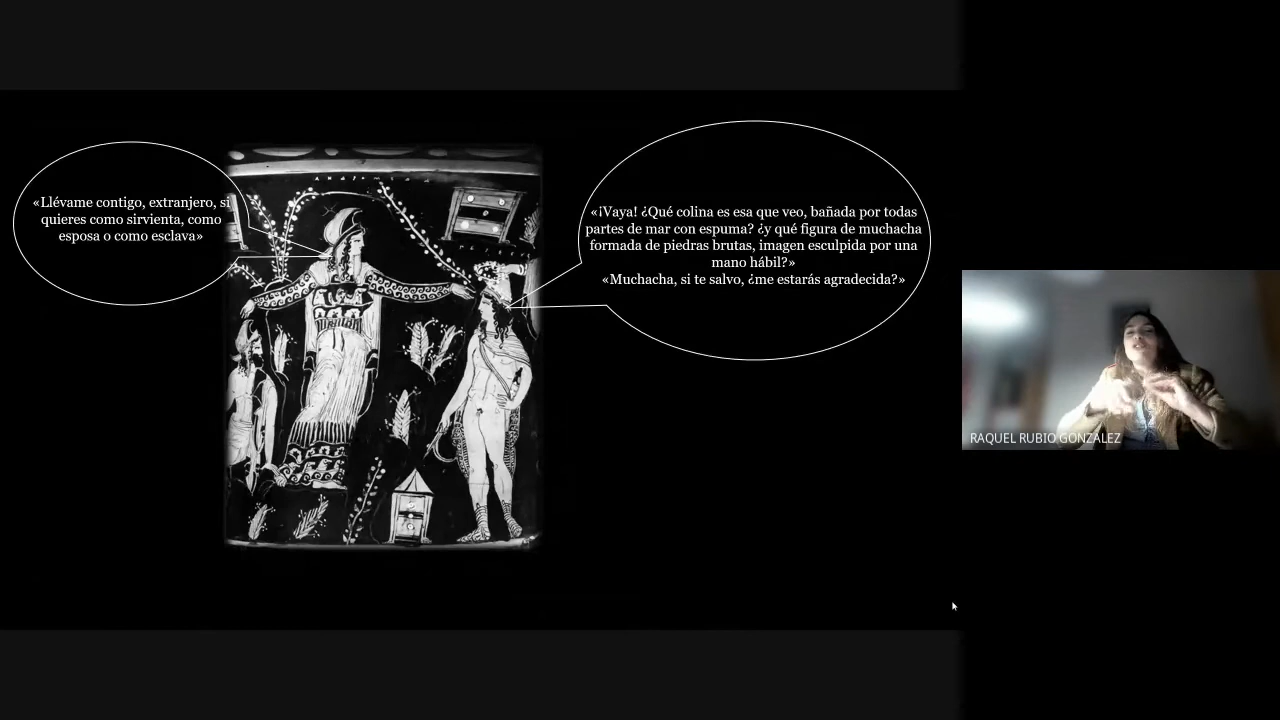 «Llévame contigo, extranjero, si
quieres como sirvienta, como
esposa o como esclava»
«¡Vaya! ¿Qué colina es esa que veo, bañada por todas
partes de mar con espuma? ¿y qué figura de muchacha
formada de piedras brutas, imagen esculpida por una
mano hábil?»
«Muchacha, si te salvo, ¿me estarás agradecida?»
RAQUEL RUBIO GONZALEZ